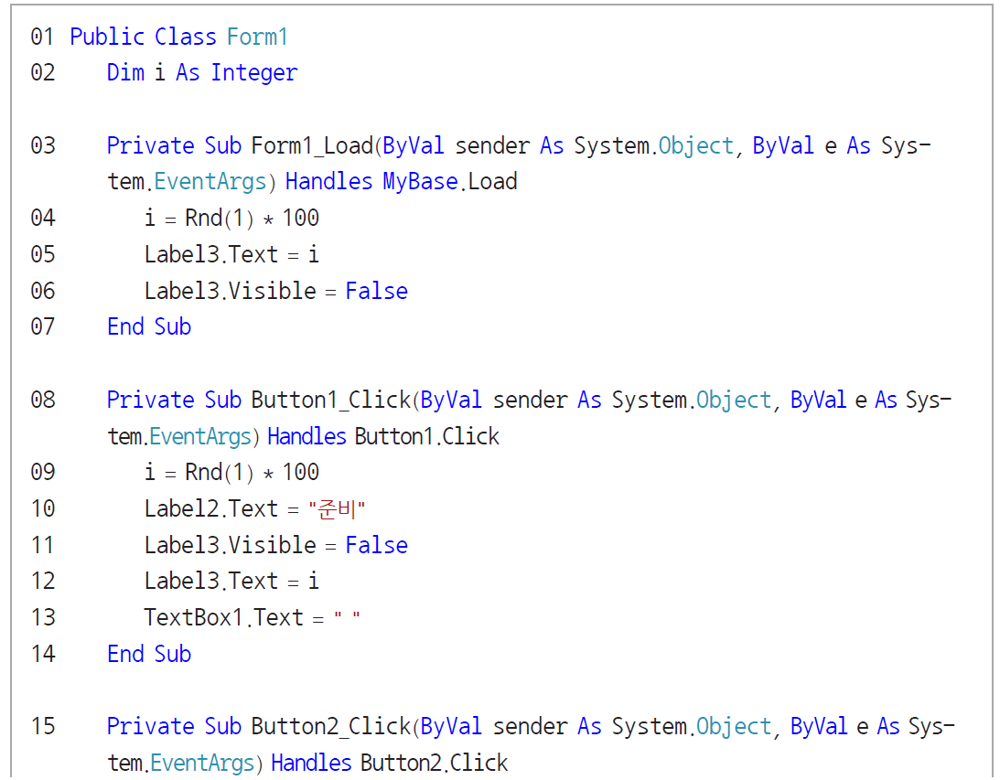 01 Public Class Form1
02 Dim i As Integer
03 Private Sub Form1_Load(ByVal sender As System.Object, ByVal e As Sys-
tem.EventArgs) Handles MyBase.Load
04 i = Rnd(1) * 100
05 Label3.Text = i
06 Label3.Visible = False
07 End Sub
08 Private Sub Button1_Click(ByVal sender As System.Object, ByVal e As Sys-
tem.EventArgs) Handles Button1.Click
09 i = Rnd(1) * 100
10 Label2.Text = "준비"
11 Label3.Visible = False
12 Label3.Text = i
13 TextBox1.Text = " "
14 End Sub
15 Private Sub Button2_Click(ByVal sender As System.Object, ByVal e As Sys-
tem.EventArgs) Handles Button2.Click